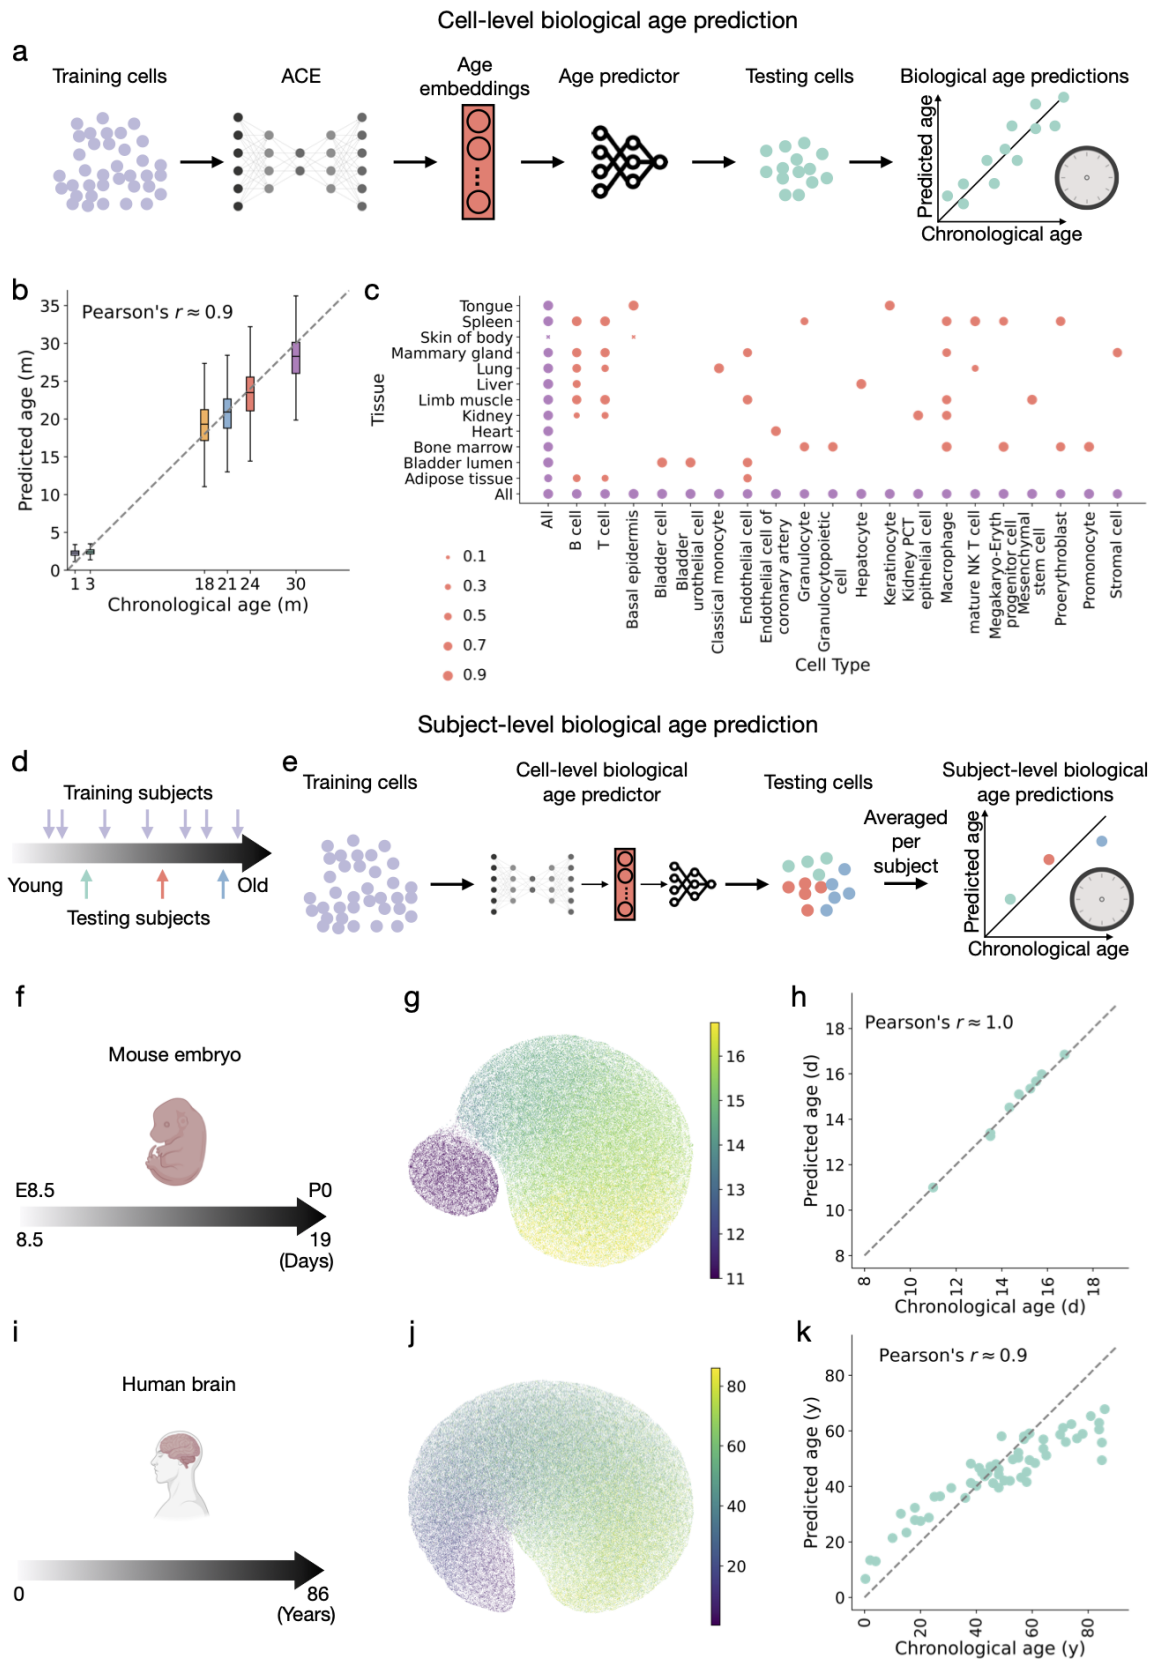 Cell-level biological age prediction
a
Training cells
ACE
Age
embeddings
Age predictor
Testing cells
Biological age predictions
Predicted age
Chronological age
b
Pearson's r ≈ 0.9
Predicted age (m)
35
30
25
20
15
10
5
0
1 3 18 21 24 30
Chronological age (m)
c
Tissue
Tongue
Spleen
Skin of body
Mammary gland
Lung
Liver
Limb muscle
Kidney
Heart
Bone marrow
Bladder lumen
Adipose tissue
All
All
B cell
T cell
Basal epidermis
Bladder cell
Bladder
urothelial cell
Classical monocyte
Endothelial cell
Endothelial cell of
coronary artery
Granulocyte
Granulocytopoietic
cell
Hepatocyte
Keratinocyte
Kidney PCT
epithelial cell
Macrophage
mature NK T cell
Megakaryo-Eryth
progenitor cell
Mesenchymal
stem cell
Proerythroblast
Promonocyte
Stromal cell
Cell Type
0.1
0.3
0.5
0.7
0.9
Subject-level biological age prediction
d
Training subjects
Young
Old
Testing subjects
e
Training cells
Cell-level biological
age predictor
Testing cells
Averaged
per
subject
Subject-level biological
age predictions
Predicted age
Chronological age
f
Mouse embryo
E8.5
P0
8.5
19
(Days)
g
16
15
14
13
12
11
h
Pearson's r ≈ 1.0
Predicted age (d)
18
16
14
12
10
8
8 10 12 14 16 18
Chronological age (d)
i
Human brain
0
86
(Years)
j
80
60
40
20
k
Pearson's r ≈ 0.9
Predicted age (y)
80
60
40
20
0
0 20 40 60 80
Chronological age (y)